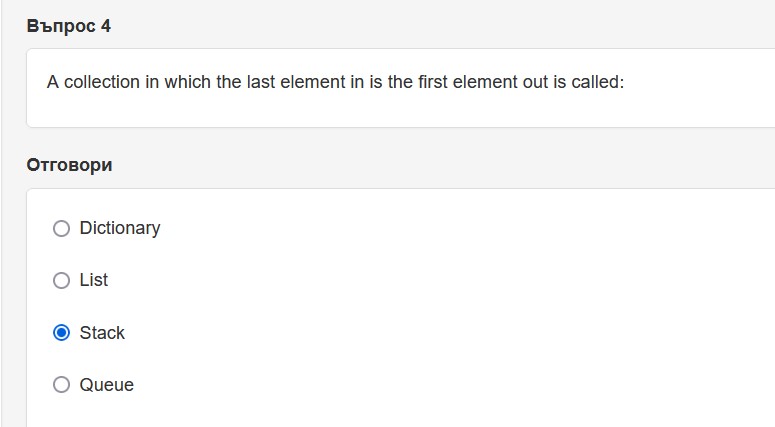 Въпрос 4
A collection in which the last element in is the first element out is called:
Отговори
Dictionary
List
Stack
Queue